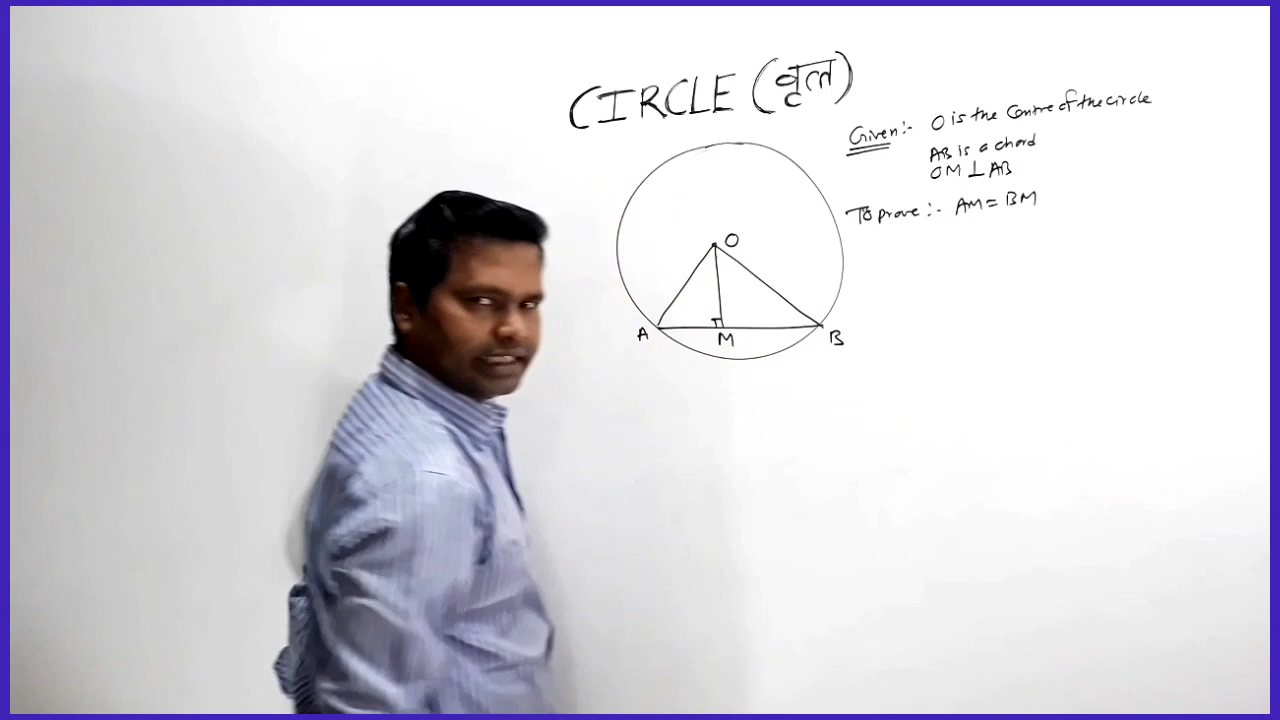 CIRCLE (वृत्त)
Given:- O is the Centre of the circle
AB is a chord
OM ⊥ AB
To prove:- AM = BM
O
A
M
B